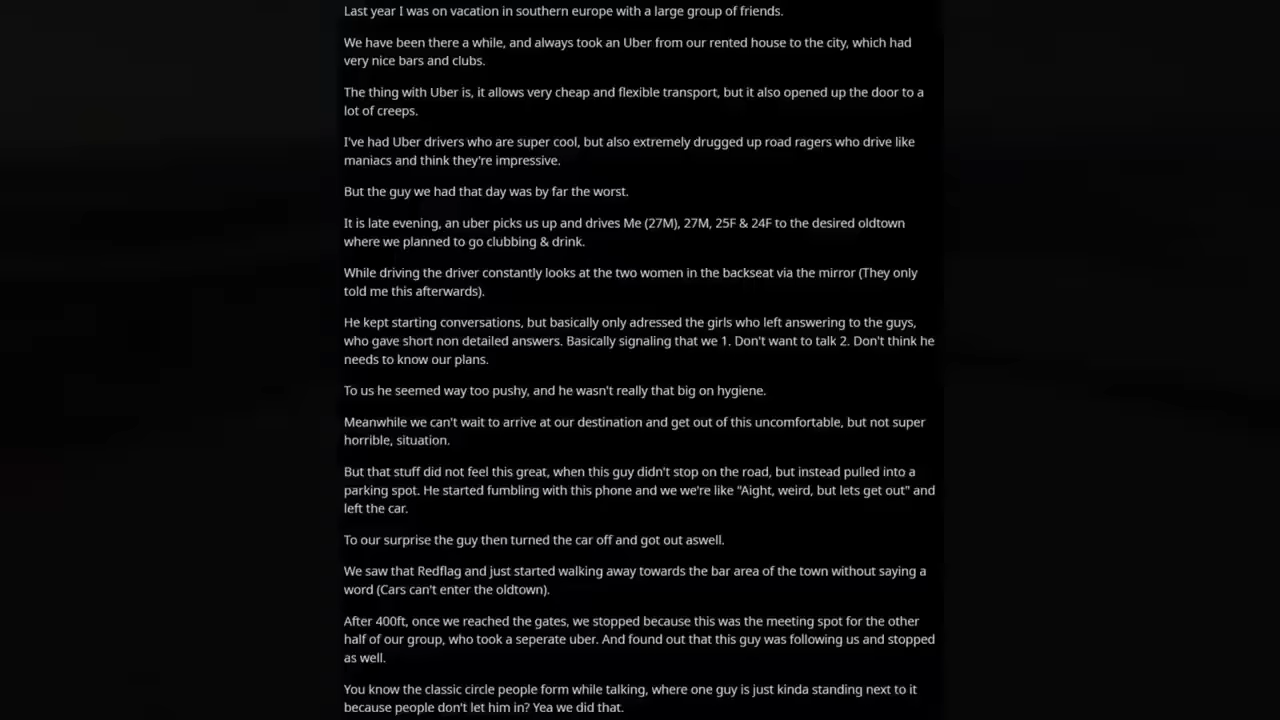 Last year I was on vacation in southern europe with a large group of friends.
We have been there a while, and always took an Uber from our rented house to the city, which had
very nice bars and clubs.
The thing with Uber is, it allows very cheap and flexible transport, but it also opened up the door to a
lot of creeps.
I've had Uber drivers who are super cool, but also extremely drugged up road ragers who drive like
maniacs and think they're impressive.
But the guy we had that day was by far the worst.
It is late evening, an uber picks us up and drives Me (27M), 27M, 25F & 24F to the desired oldtown
where we planned to go clubbing & drink.
While driving the driver constantly looks at the two women in the backseat via the mirror (They only
told me this afterwards).
He kept starting conversations, but basically only adressed the girls who left answering to the guys,
who gave short non detailed answers. Basically signaling that we 1. Don't want to talk 2. Don't think he
needs to know our plans.
To us he seemed way too pushy, and he wasn't really that big on hygiene.
Meanwhile we can't wait to arrive at our destination and get out of this uncomfortable, but not super
horrible, situation.
But that stuff did not feel this great, when this guy didn't stop on the road, but instead pulled into a
parking spot. He started fumbling with this phone and we we're like "Aight, weird, but lets get out" and
left the car.
To our surprise the guy then turned the car off and got out aswell.
We saw that Redflag and just started walking away towards the bar area of the town without saying a
word (Cars can't enter the oldtown).
After 400ft, once we reached the gates, we stopped because this was the meeting spot for the other
half of our group, who took a seperate uber. And found out that this guy was following us and stopped
as well.
You know the classic circle people form while talking, where one guy is just kinda standing next to it
because people don't let him in? Yea we did that.